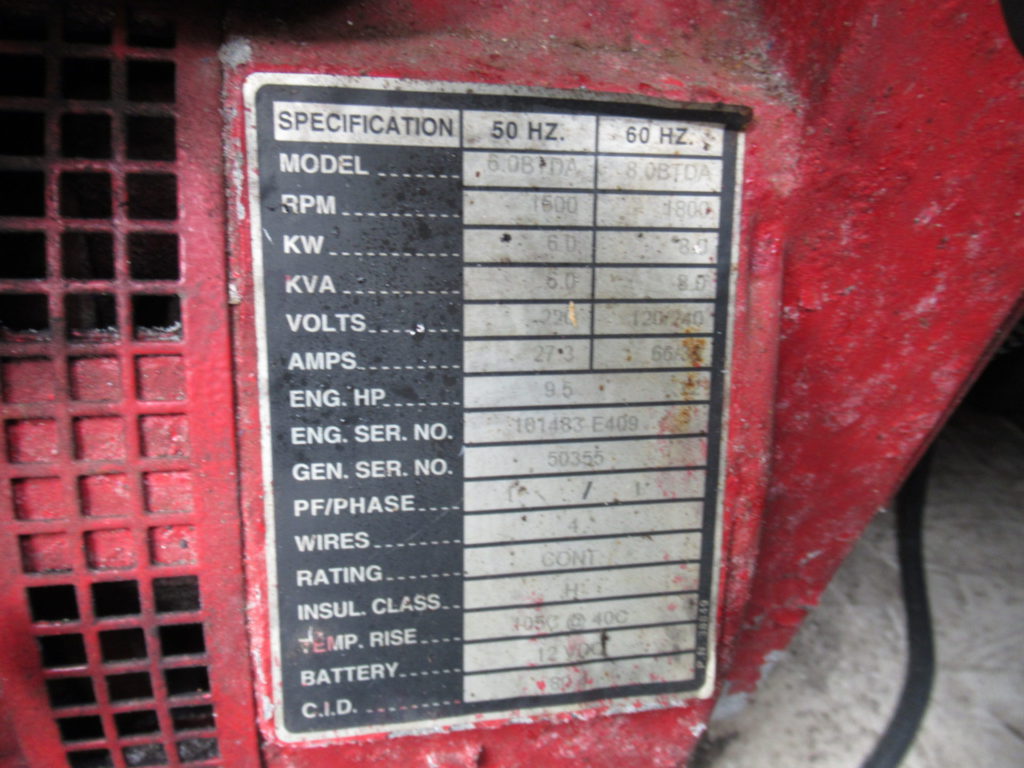 SPECIFICATION 50 HZ. 60 HZ.
MODEL 6.0BTDA 8.0BTDA
RPM 1800
KW 6.0 8.0
KVA 6.0 8.0
VOLTS 220 120/240
AMPS 27.3
ENG. HP 9.5
ENG. SER. NO. 181483 E409
GEN. SER. NO. 50355
PF/PHASE / 1
WIRES 4
RATING CONT
INSUL. CLASS H
TEMP. RISE 105C @ 40C
BATTERY 12 VDC
C.I.D.